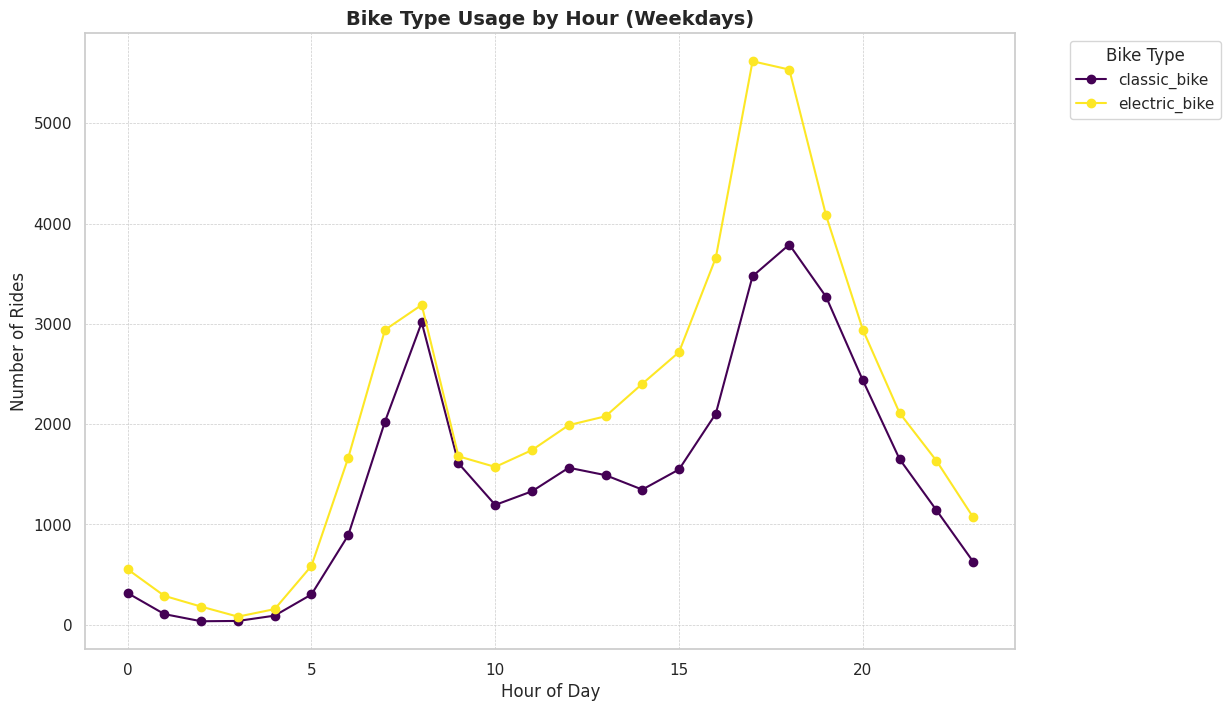 Bike Type Usage by Hour (Weekdays)
Bike Type
classic_bike
electric_bike
Number of Rides
5000
4000
3000
2000
1000
0
0 5 10 15 20
Hour of Day